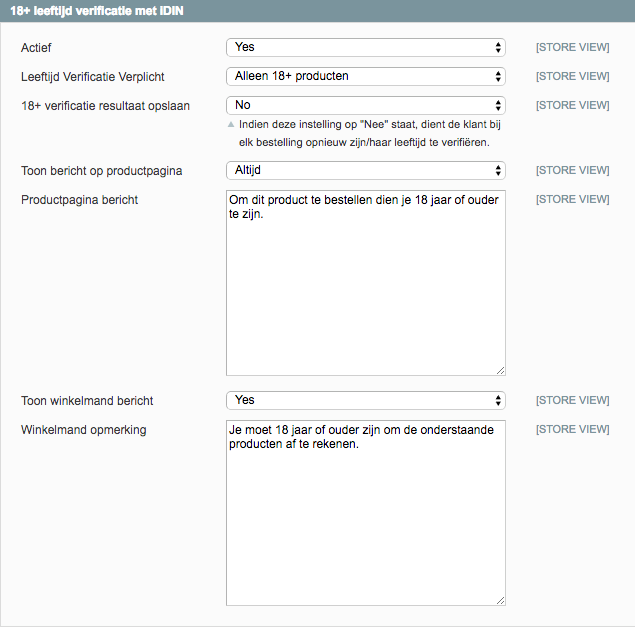 18+ leeftijd verificatie met iDIN
Actief Yes [STORE VIEW]
Leeftijd Verificatie Verplicht Alleen 18+ producten [STORE VIEW]
18+ verificatie resultaat opslaan No [STORE VIEW]
Indien deze instelling op "Nee" staat, dient de klant bij
elk bestelling opnieuw zijn/haar leeftijd te verifiëren.
Toon bericht op productpagina Altijd [STORE VIEW]
Productpagina bericht Om dit product te bestellen dien je 18 jaar of ouder [STORE VIEW]
te zijn.
Toon winkelmand bericht Yes [STORE VIEW]
Winkelmand opmerking Je moet 18 jaar of ouder zijn om de onderstaande [STORE VIEW]
producten af te rekenen.